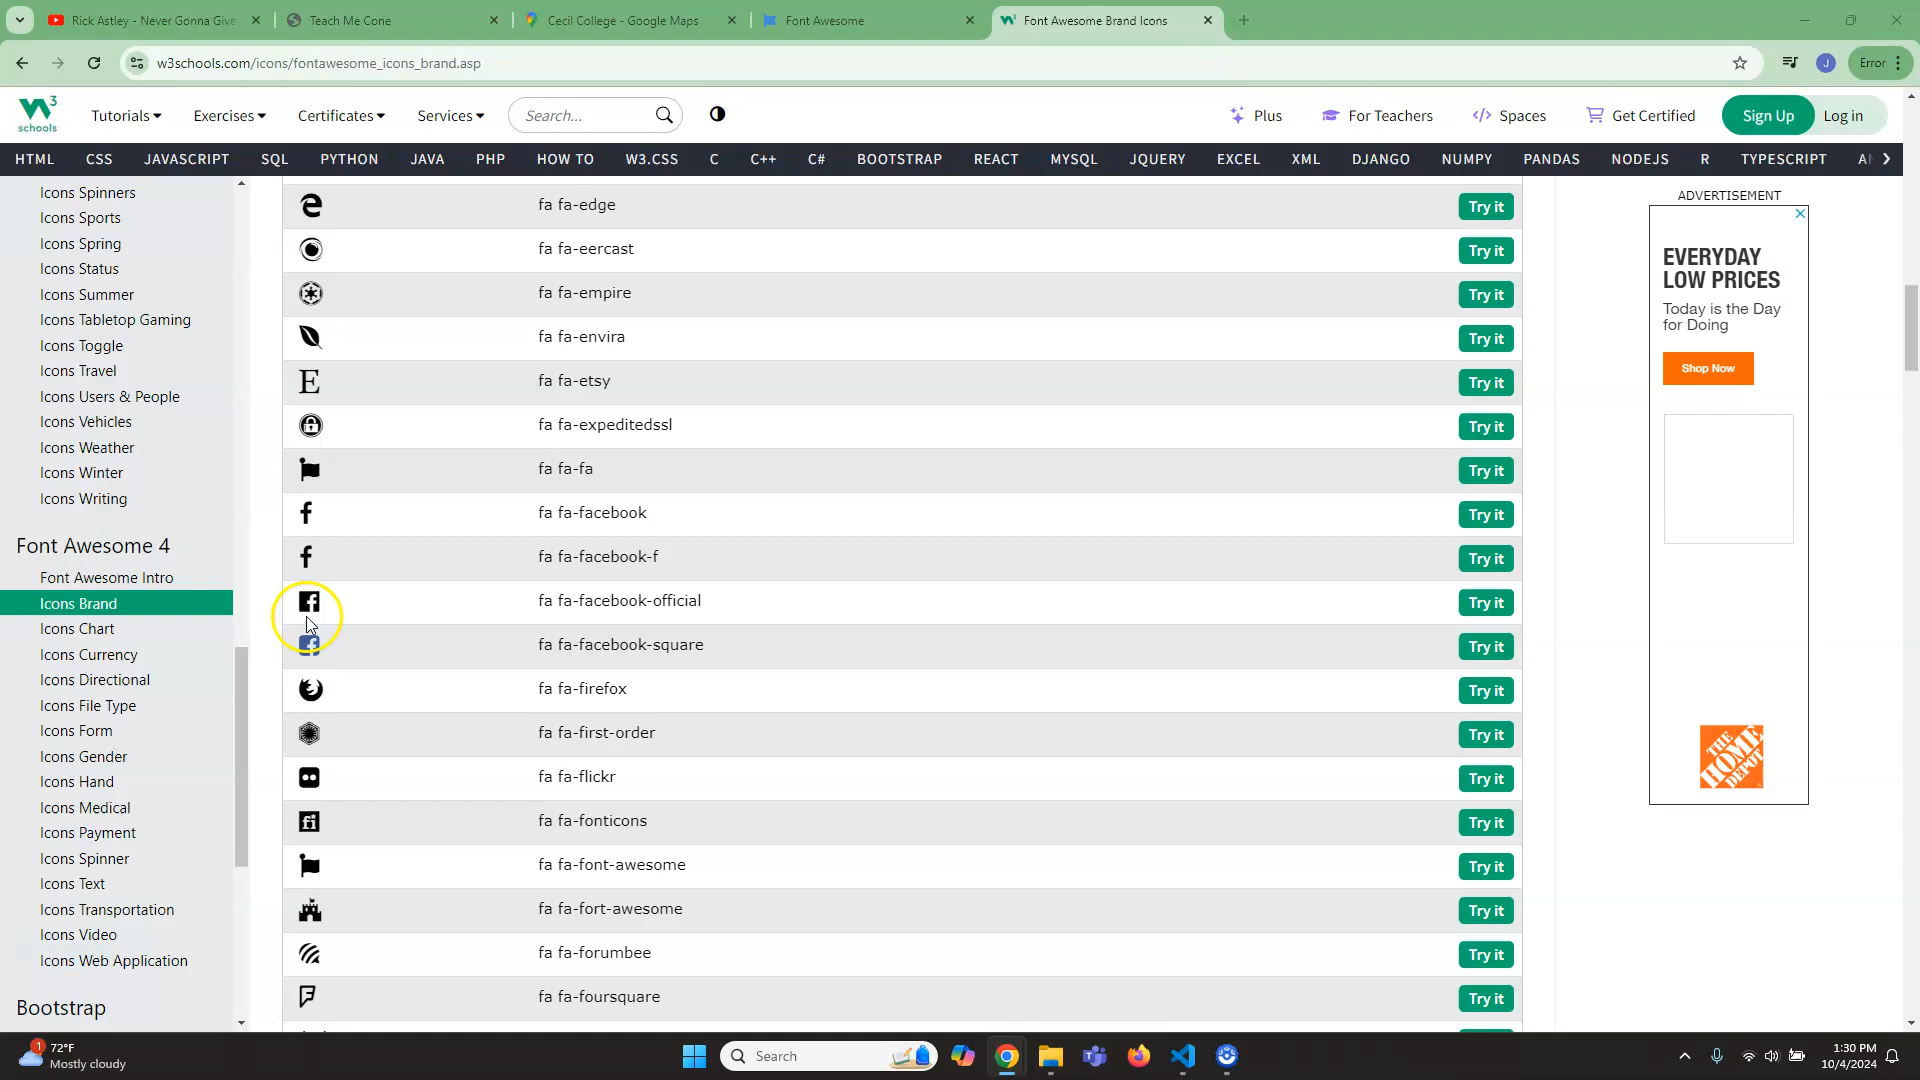 Rick Astley - Never Gonna Give
Teach Me Cone
Cecil College - Google Maps
Font Awesome
Font Awesome Brand Icons
w3schools.com/icons/fontawesome_icons_brand.asp
J
Error
W3 schools
Tutorials
Exercises
Certificates
Services
Search...
Plus
For Teachers
Spaces
Get Certified
Sign Up
Log in
HTML CSS JAVASCRIPT SQL PYTHON JAVA PHP HOW TO W3.CSS C C++ C# BOOTSTRAP REACT MYSQL JQUERY EXCEL XML DJANGO NUMPY PANDAS NODEJS R TYPESCRIPT
Icons Spinners
Icons Sports
Icons Spring
Icons Status
Icons Summer
Icons Tabletop Gaming
Icons Toggle
Icons Travel
Icons Users & People
Icons Vehicles
Icons Weather
Icons Winter
Icons Writing
Font Awesome 4
Font Awesome Intro
Icons Brand
Icons Chart
Icons Currency
Icons Directional
Icons File Type
Icons Form
Icons Gender
Icons Hand
Icons Medical
Icons Payment
Icons Spinner
Icons Text
Icons Transportation
Icons Video
Icons Web Application
Bootstrap
fa fa-edge Try it
fa fa-eercast Try it
fa fa-empire Try it
fa fa-envira Try it
fa fa-etsy Try it
fa fa-expeditedssl Try it
fa fa-fa Try it
fa fa-facebook Try it
fa fa-facebook-f Try it
fa fa-facebook-official Try it
fa fa-facebook-square Try it
fa fa-firefox Try it
fa fa-first-order Try it
fa fa-flickr Try it
fa fa-fonticons Try it
fa fa-font-awesome Try it
fa fa-fort-awesome Try it
fa fa-forumbee Try it
fa fa-foursquare Try it
ADVERTISEMENT
EVERYDAY
LOW PRICES
Today is the Day
for Doing
Shop Now
THE
HOME
DEPOT
1
72°F
Mostly cloudy
Search
1:30 PM
10/4/2024